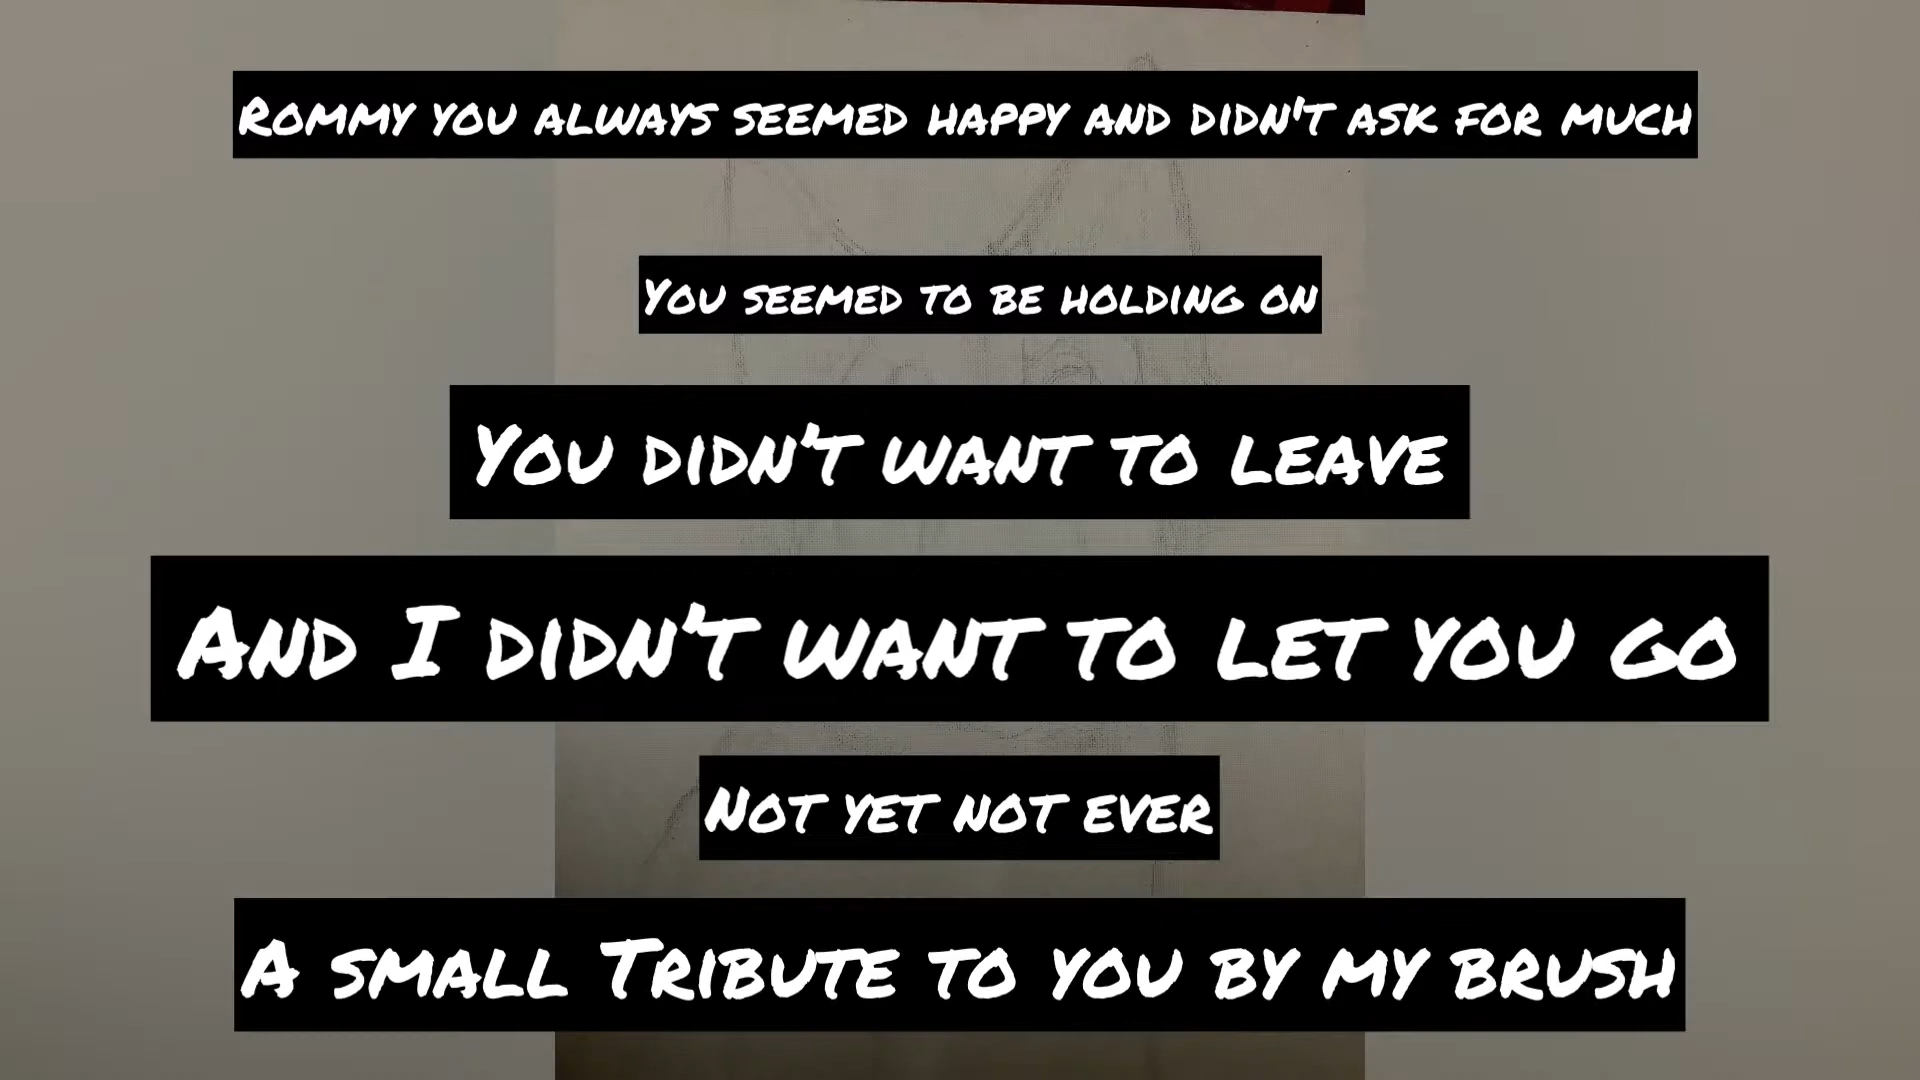 Rommy you always seemed happy and didn't ask for much
You seemed to be holding on
You didn't want to leave
And I didn't want to let you go
Not yet not ever
A small Tribute to you by my brush